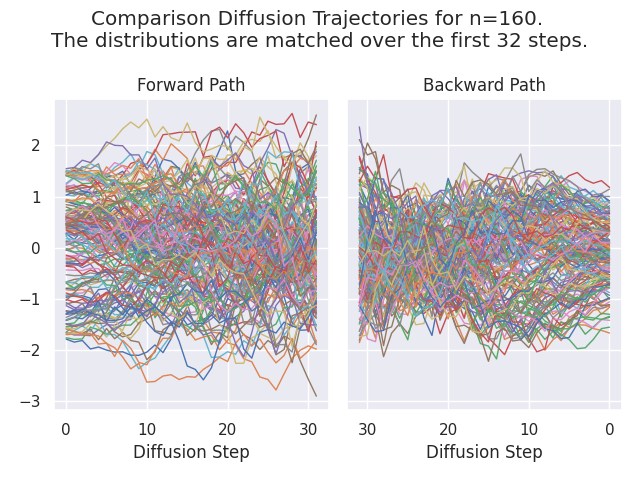 Comparison Diffusion Trajectories for n=160.
The distributions are matched over the first 32 steps.
Forward Path
Backward Path
2
1
0
−1
−2
−3
0 10 20 30
30 20 10 0
Diffusion Step
Diffusion Step